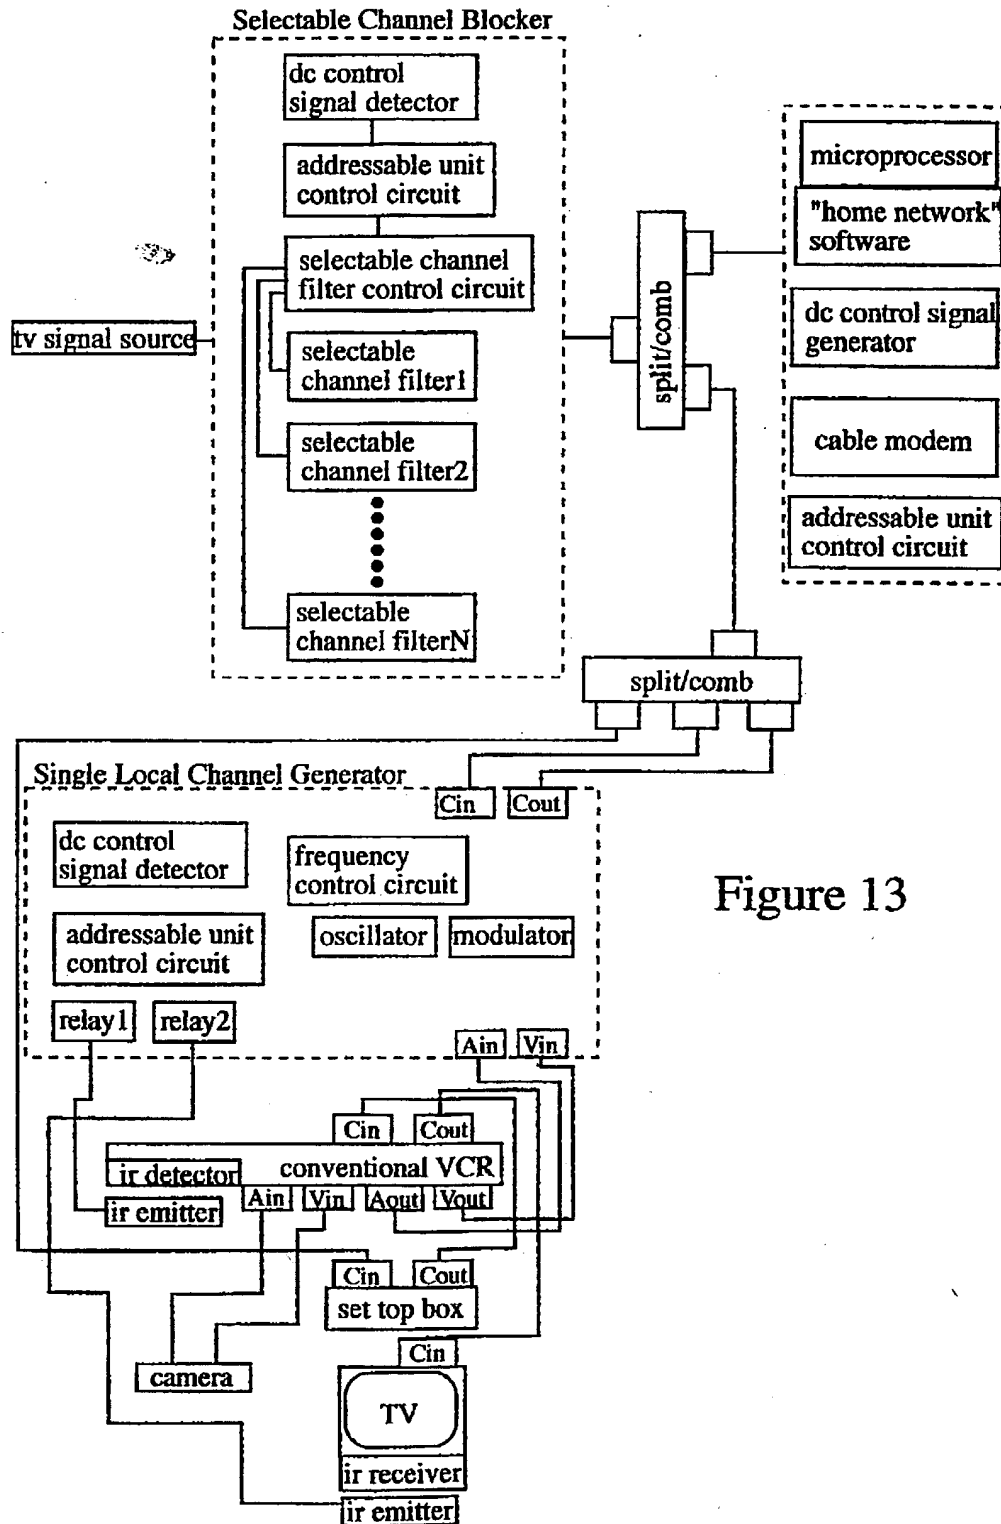 Selectable Channel Blocker
dc control
signal detector
addressable unit
control circuit
selectable channel
filter control circuit
tv signal source
selectable
channel filter1
selectable
channel filter2
selectable
channel filterN
split/comb
microprocessor
"home network"
software
dc control signal
generator
cable modem
addressable unit
control circuit
split/comb
Single Local Channel Generator
Cin
Cout
dc control
signal detector
frequency
control circuit
addressable unit
control circuit
oscillator
modulator
relay1
relay2
Ain
Vin
Figure 13
Cin
Cout
conventional VCR
ir detector
Ain
Vin
Aout
Vout
ir emitter
Cin
Cout
set top box
camera
Cin
TV
ir receiver
ir emitter